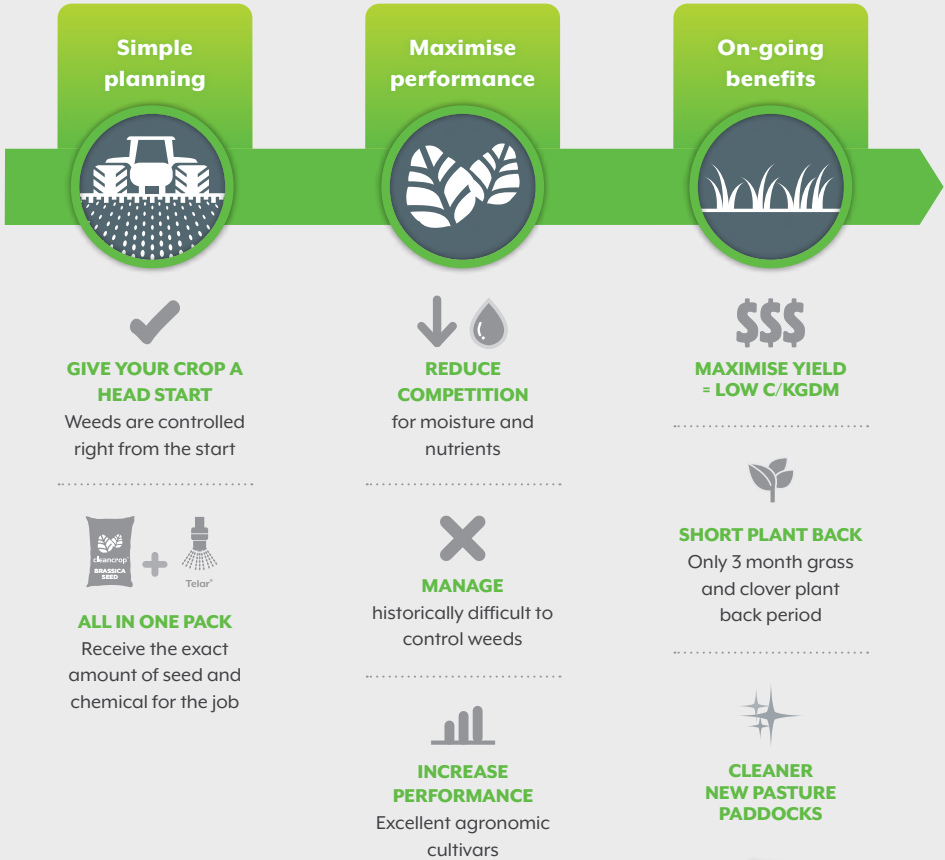 Simple
planning
GIVE YOUR CROP A
HEAD START
Weeds are controlled
right from the start
cleancrop™
BRASSICA
SEED
Telar®
ALL IN ONE PACK
Receive the exact
amount of seed and
chemical for the job
Maximise
performance
REDUCE
COMPETITION
for moisture and
nutrients
MANAGE
historically difficult to
control weeds
INCREASE
PERFORMANCE
Excellent agronomic
cultivars
On-going
benefits
$$$
MAXIMISE YIELD
= LOW C/KGDM
SHORT PLANT BACK
Only 3 month grass
and clover plant
back period
CLEANER
NEW PASTURE
PADDOCKS